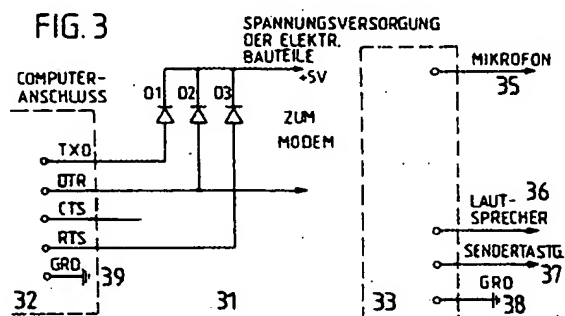 FIG. 3
SPANNUNGSVERSORGUNG
DER ELEKTR.
BAUTEILE
+5V
COMPUTER-
ANSCHLUSS
D1 D2 D3
ZUM
MODEM
TXD
DTR
CTS
RTS
GRD
39
32
31
MIKROFON
35
36
LAUT-
SPRECHER
SENDERTASTG.
37
GRD
38
33